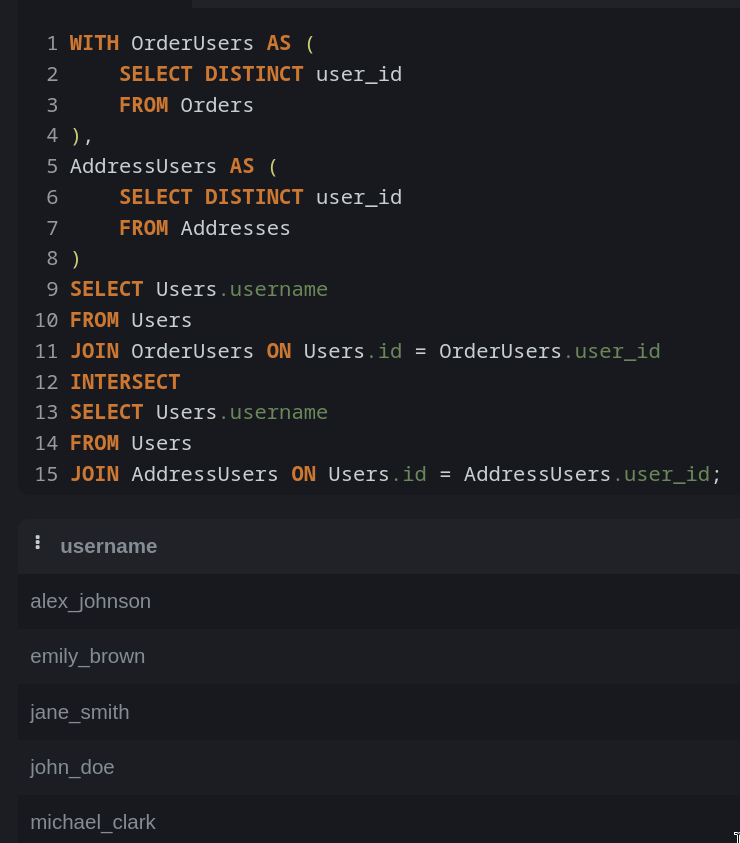 1 WITH OrderUsers AS (
2     SELECT DISTINCT user_id
3     FROM Orders
4 ),
5 AddressUsers AS (
6     SELECT DISTINCT user_id
7     FROM Addresses
8 )
9 SELECT Users.username
10 FROM Users
11 JOIN OrderUsers ON Users.id = OrderUsers.user_id
12 INTERSECT
13 SELECT Users.username
14 FROM Users
15 JOIN AddressUsers ON Users.id = AddressUsers.user_id;
username
alex_johnson
emily_brown
jane_smith
john_doe
michael_clark